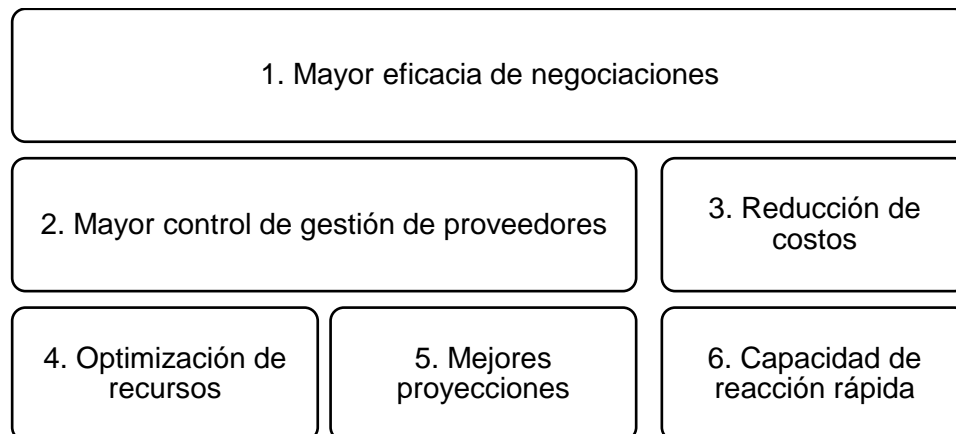 1. Mayor eficacia de negociaciones
2. Mayor control de gestión de proveedores
3. Reducción de
costos
4. Optimización de
recursos
5. Mejores
proyecciones
6. Capacidad de
reacción rápida